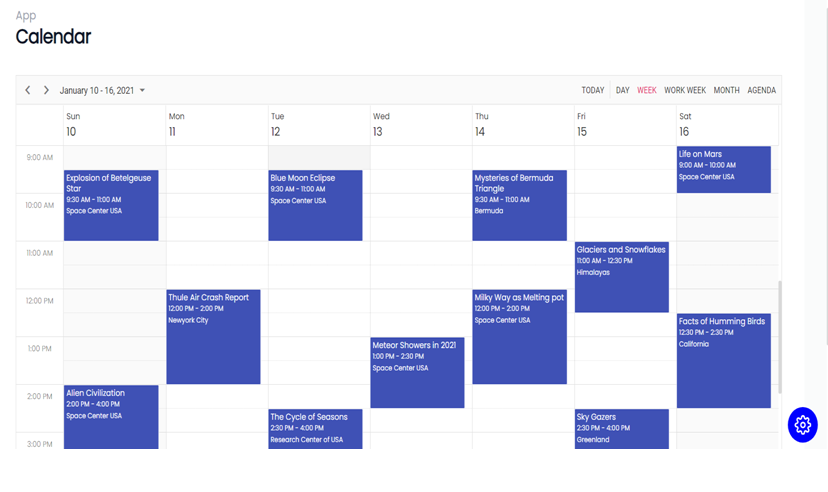 App
Calendar
January 10 - 16, 2021
TODAY DAY WEEK WORK WEEK MONTH AGENDA
Sun Mon Tue Wed Thu Fri Sat
10 11 12 13 14 15 16
9:00 AM
10:00 AM
11:00 AM
12:00 PM
1:00 PM
2:00 PM
3:00 PM
Explosion of Betelgeuse
Star
9:30 AM - 11:00 AM
Space Center USA
Alien Civilization
2:00 PM - 4:00 PM
Space Center USA
Thule Air Crash Report
12:00 PM - 2:00 PM
Newyork City
Blue Moon Eclipse
9:30 AM - 11:00 AM
Space Center USA
The Cycle of Seasons
2:30 PM - 4:00 PM
Research Center of USA
Meteor Showers in 2021
1:00 PM - 2:30 PM
Space Center USA
Mysteries of Bermuda
Triangle
9:30 AM - 11:00 AM
Bermuda
Milky Way as Melting pot
12:00 PM - 2:00 PM
Space Center USA
Glaciers and Snowflakes
11:00 AM - 12:30 PM
Himalayas
Sky Gazers
2:30 PM - 4:00 PM
Greenland
Life on Mars
9:00 AM - 10:00 AM
Space Center USA
Facts of Humming Birds
12:30 PM - 2:30 PM
California